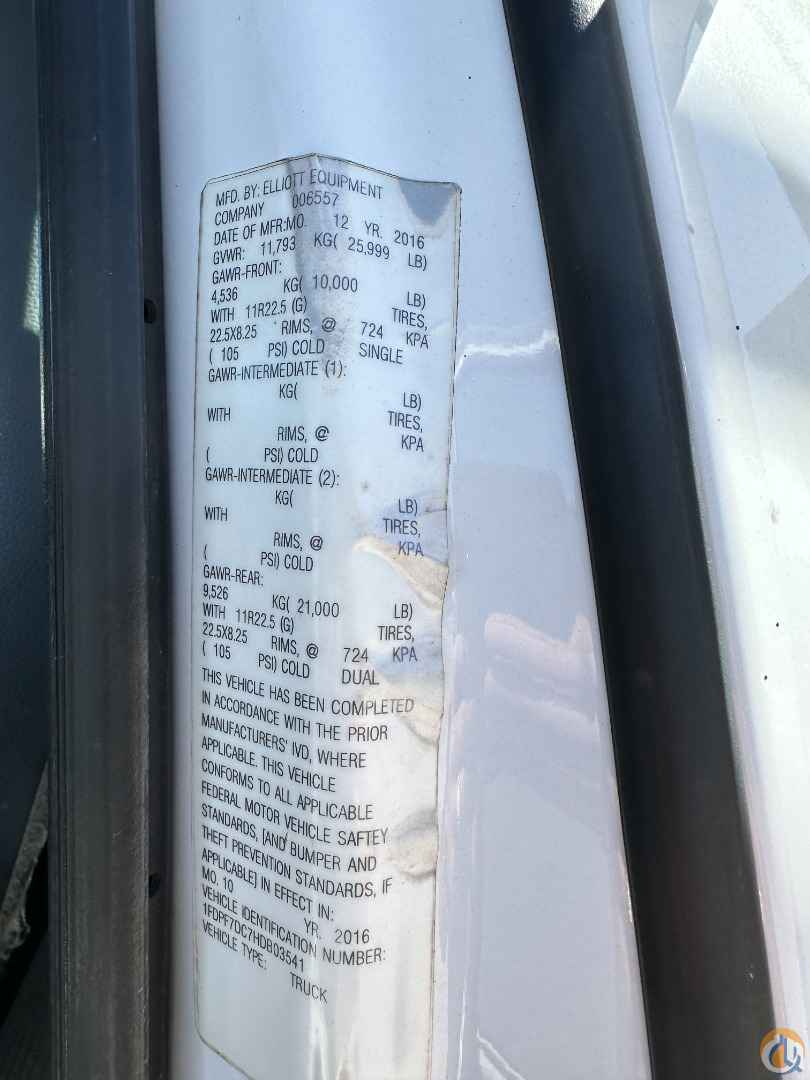 MFD. BY: ELLIOTT EQUIPMENT
COMPANY 006557
DATE OF MFR:MO. 12 YR. 2016
GVWR: 11,793 KG( 25,999 LB)
GAWR-FRONT:
4,536 KG( 10,000 LB)
WITH 11R22.5 (G) TIRES,
22.5X8.25 RIMS, @ 724 KPA
( 105 PSI) COLD SINGLE
GAWR-INTERMEDIATE (1):
KG( LB)
WITH TIRES,
RIMS, @ KPA
( PSI) COLD
GAWR-INTERMEDIATE (2):
KG( LB)
WITH TIRES,
RIMS, @ KPA
( PSI) COLD
GAWR-REAR:
9,526 KG( 21,000 LB)
WITH 11R22.5 (G) TIRES,
22.5X8.25 RIMS, @ 724 KPA
( 105 PSI) COLD DUAL
THIS VEHICLE HAS BEEN COMPLETED
IN ACCORDANCE WITH THE PRIOR
MANUFACTURERS' IVD, WHERE
APPLICABLE. THIS VEHICLE
CONFORMS TO ALL APPLICABLE
FEDERAL MOTOR VEHICLE SAFTEY
STANDARDS, [AND BUMPER AND
THEFT PREVENTION STANDARDS, IF
APPLICABLE] IN EFFECT IN:
MO. 10 YR. 2016
VEHICLE IDENTIFICATION NUMBER:
1FDPF7DC7HDB03541
VEHICLE TYPE: TRUCK